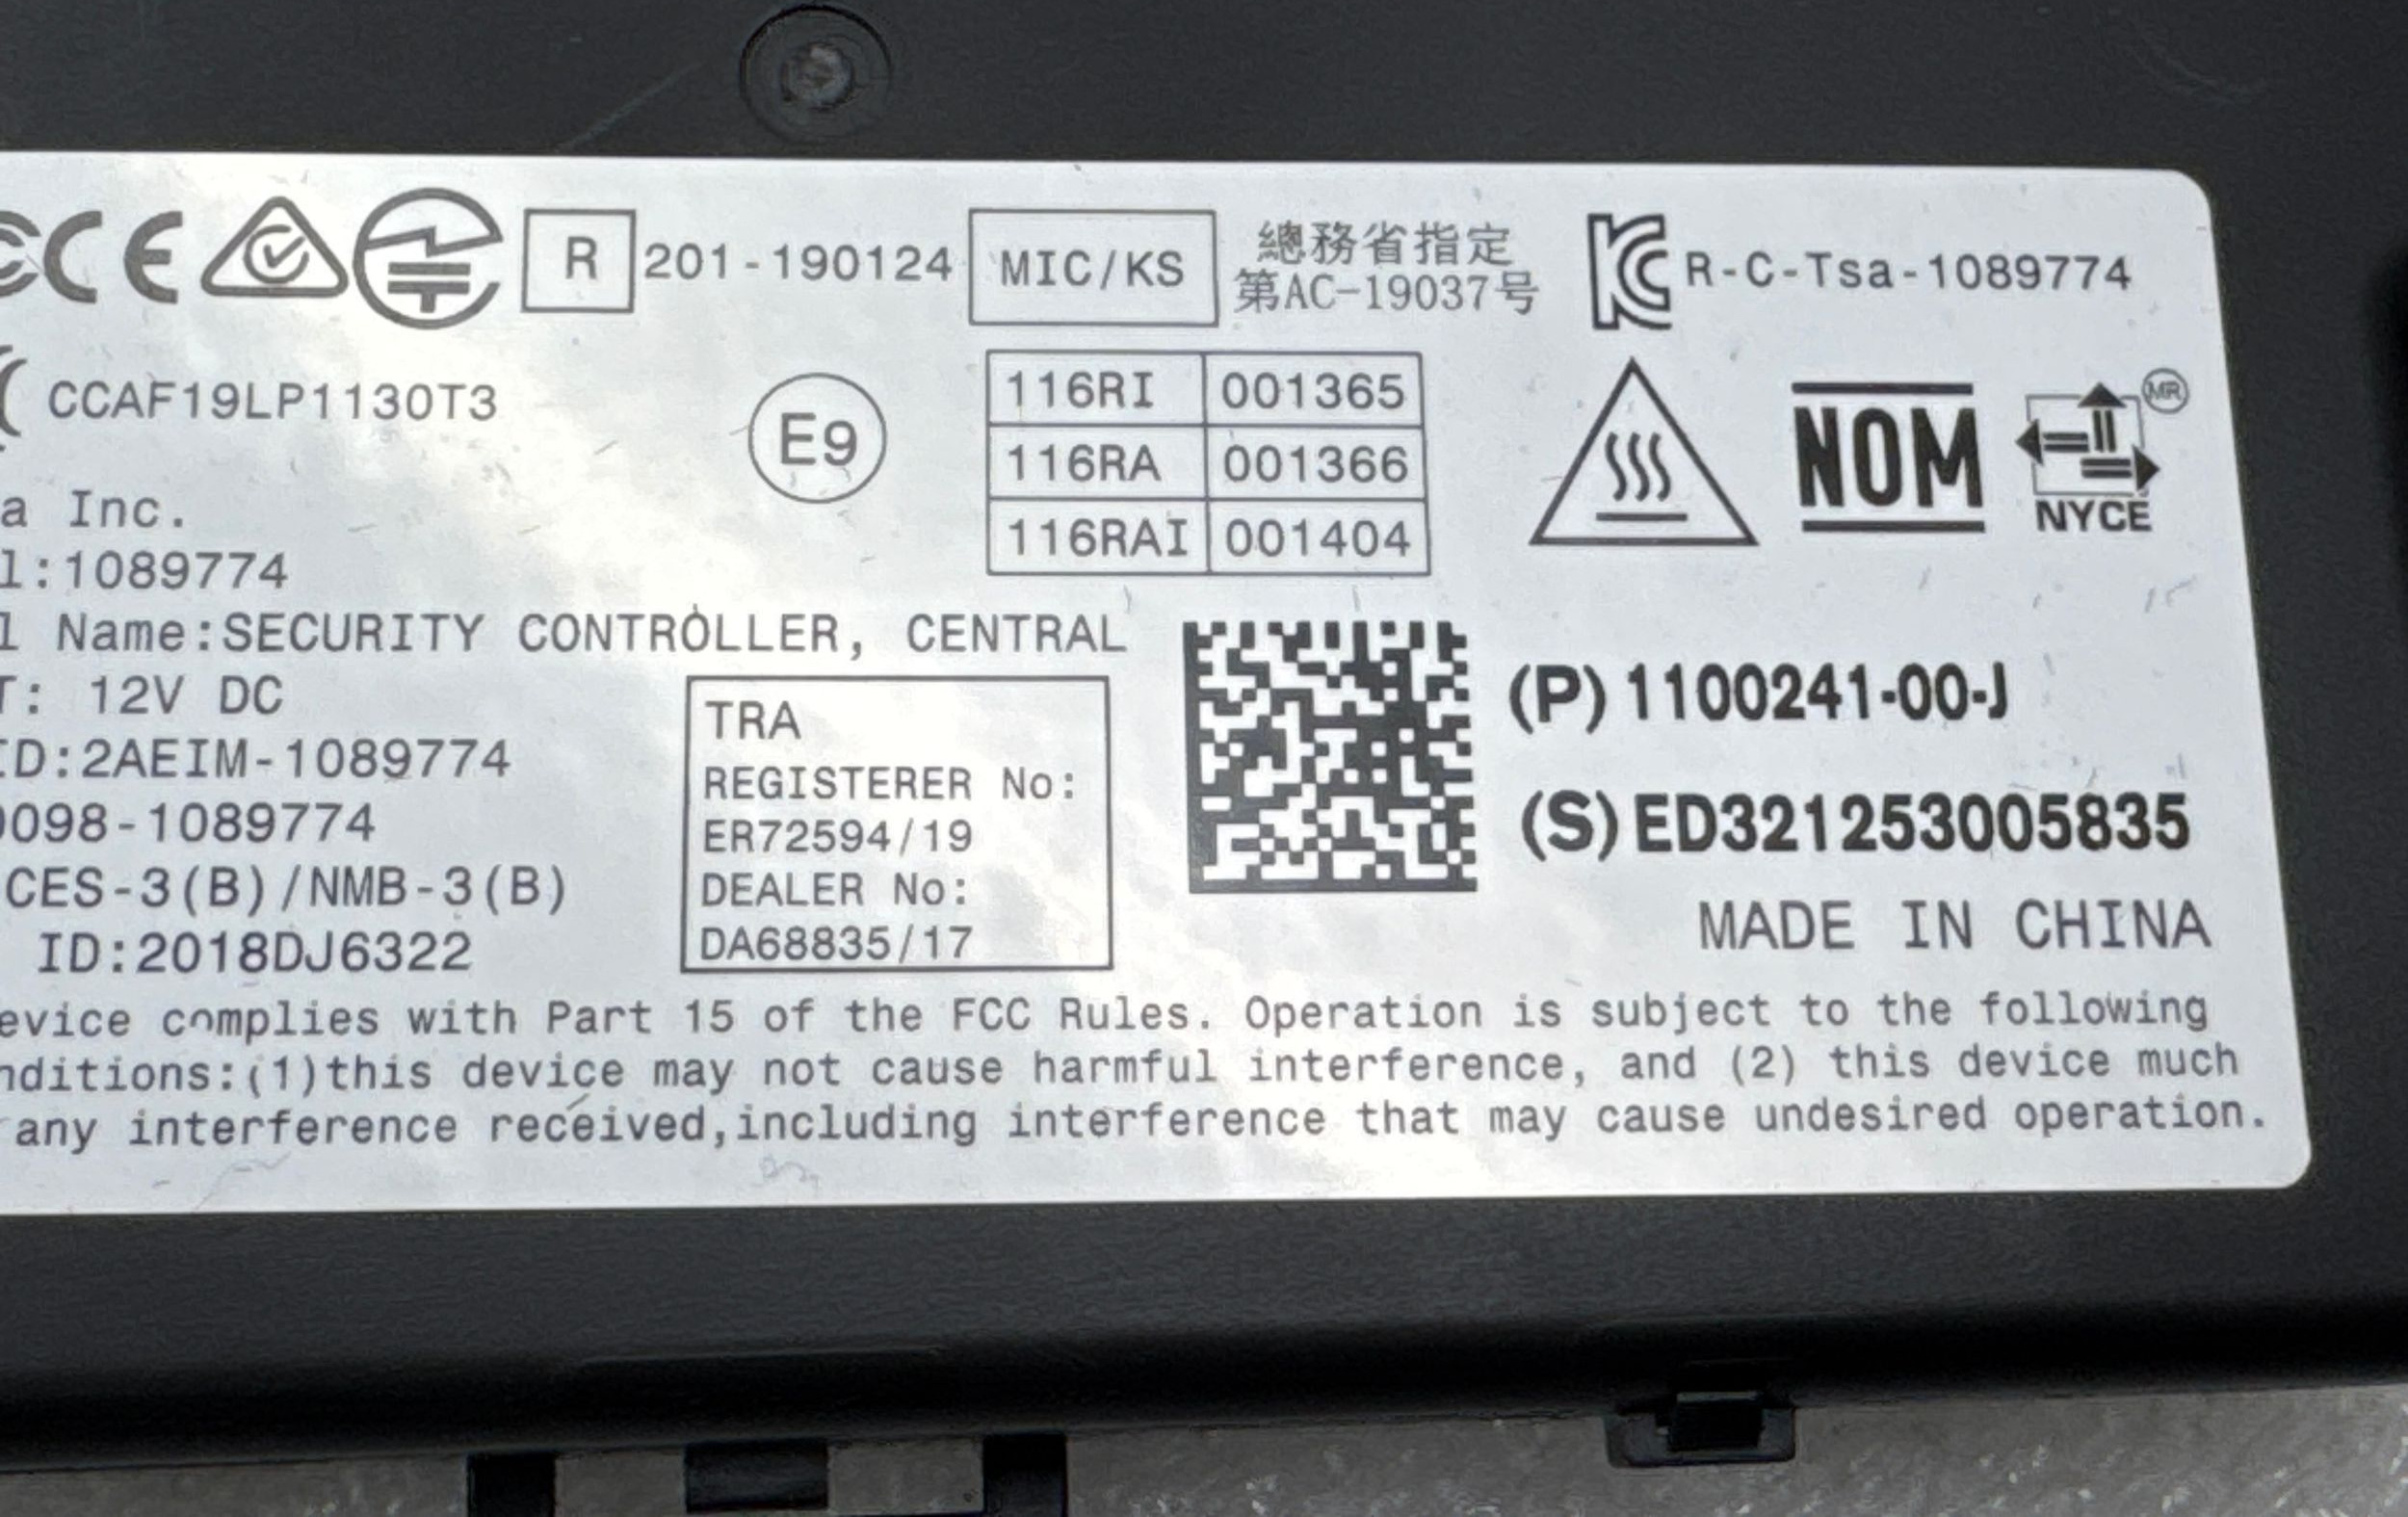 CE R 201-190124 MIC/KS 總務省指定 R-C-Tsa-1089774
第AC-19037号
CCAF19LP1130T3 E9
116RI 001365
116RA 001366
116RAI 001404
NOM
MR
NYCE
a Inc.
l:1089774
l Name:SECURITY CONTROLLER, CENTRAL
T: 12V DC
ID:2AEIM-1089774
0098-1089774
CES-3(B)/NMB-3(B)
ID:2018DJ6322
TRA
REGISTERER No:
ER72594/19
DEALER No:
DA68835/17
(P) 1100241-00-J
(S) ED321253005835
MADE IN CHINA
evice complies with Part 15 of the FCC Rules. Operation is subject to the following
nditions:(1)this device may not cause harmful interference, and (2) this device much
any interference received,including interference that may cause undesired operation.